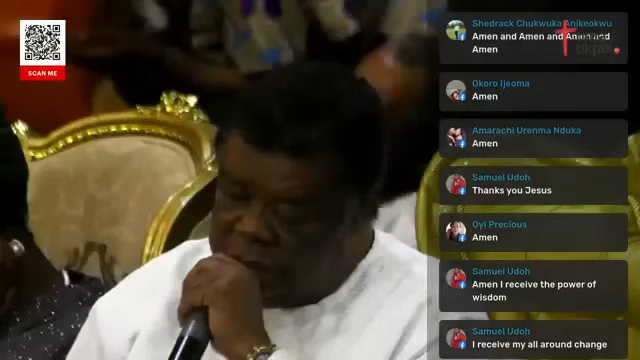 SCAN ME
Shedrack Chukwuka Anikeokwu
Amen and Amen and Amen and
Amen
Okoro Ijeoma
Amen
Amarachi Urenma Nduka
Amen
Samuel Udoh
Thanks you Jesus
Oyi Precious
Amen
Samuel Udoh
Amen I receive the power of
wisdom
Samuel Udoh
I receive my all around change